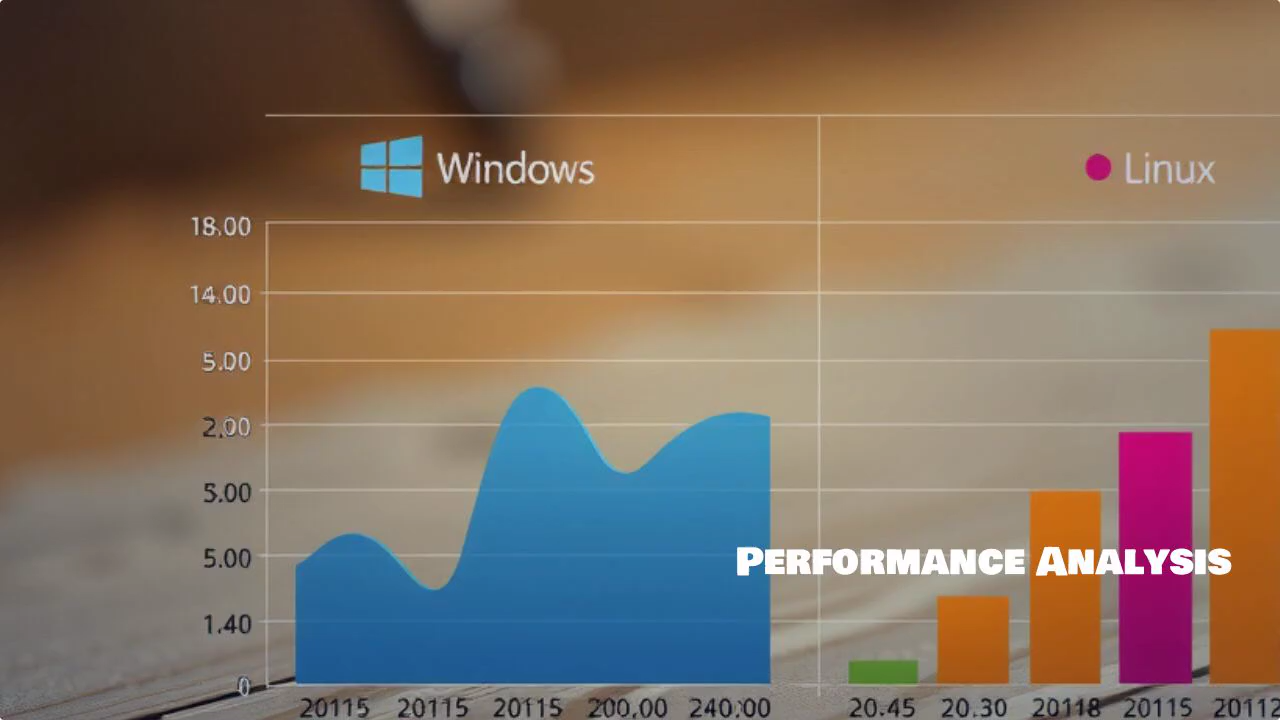 Windows
Linux
18.00
14.00
5.00
2,00
5.00
5.00
1.40
0
Performance Analysis
20115 20115 20115 200,00 240:00
20.45 20.30 20118 20115 20112